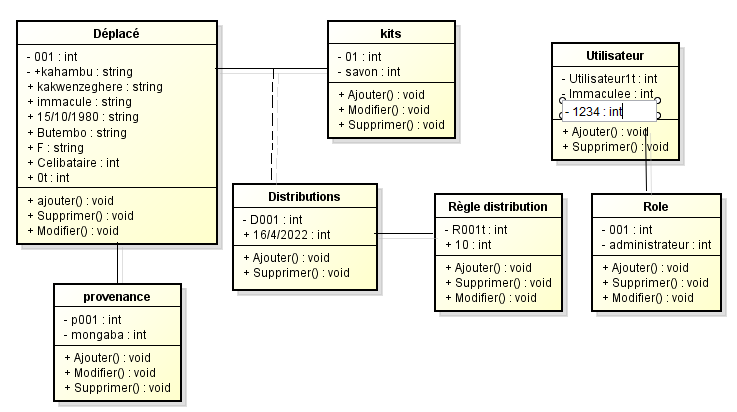 Déplacé
- 001 : int
- +kahambu : string
+ kakwenzeghere : string
+ immacule : string
+ 15/10/1980 : string
+ Butembo : string
+ F : string
+ Celibataire : int
+ 0t : int
+ ajouter() : void
+ Supprimer() : void
+ Modifier() : void
kits
- 01 : int
- savon : int
+ Ajouter() : void
+ Modifier() : void
+ Supprimer() : void
Utilisateur
- Utilisateur1t : int
- Immaculee : int
- 1234 : int
+ Ajouter() : void
+ Supprimer() : void
Distributions
- D001 : int
+ 16/4/2022 : int
+ Ajouter() : void
+ Supprimer() : void
Règle distribution
- R001t : int
+ 10 : int
+ Ajouter() : void
+ Supprimer() : void
+ Modifier() : void
Role
- 001 : int
- administrateur : int
+ Ajouter() : void
+ Supprimer() : void
+ Modifier() : void
provenance
- p001 : int
- mongaba : int
+ Ajouter() : void
+ Modifier() : void
+ Supprimer() : void